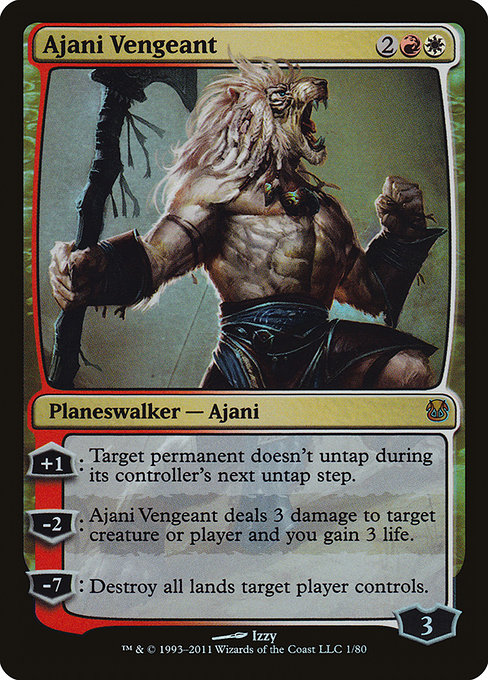 Ajani Vengeant 2
Planeswalker — Ajani
+1 : Target permanent doesn't untap during
its controller's next untap step.
-2 : Ajani Vengeant deals 3 damage to target
creature or player and you gain 3 life.
-7 : Destroy all lands target player controls.
3
Izzy
™ & © 1993–2011 Wizards of the Coast LLC 1/80